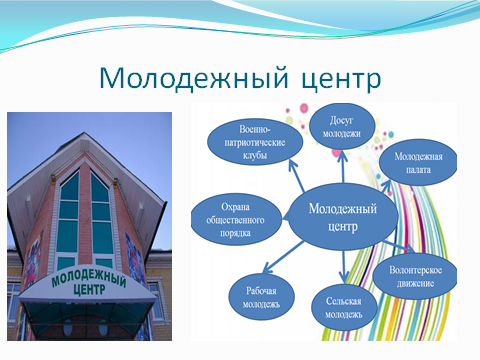 Молодежный центр
МОЛОДЕЖНЫЙ
ЦЕНТР
Досуг
молодежи
Военно-
патриотические
клубы
Молодежная
палата
Охрана
общественного
порядка
Молодежный
центр
Волонтерское
движение
Рабочая
молодежь
Сельская
молодежь